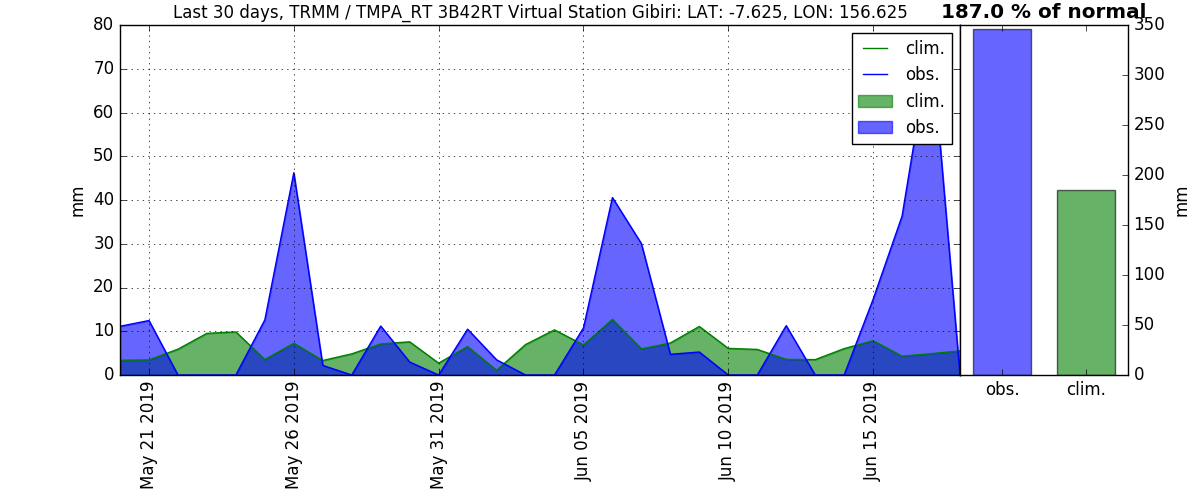 Last 30 days, TRMM / TMPA_RT 3B42RT Virtual Station Gibiri: LAT: -7.625, LON: 156.625
187.0 % of normal
80
70
60
50
40
30
20
10
0
mm
clim.
obs.
clim.
obs.
May 21 2019
May 26 2019
May 31 2019
Jun 05 2019
Jun 10 2019
Jun 15 2019
350
300
250
200
150
100
50
0
mm
obs.
clim.